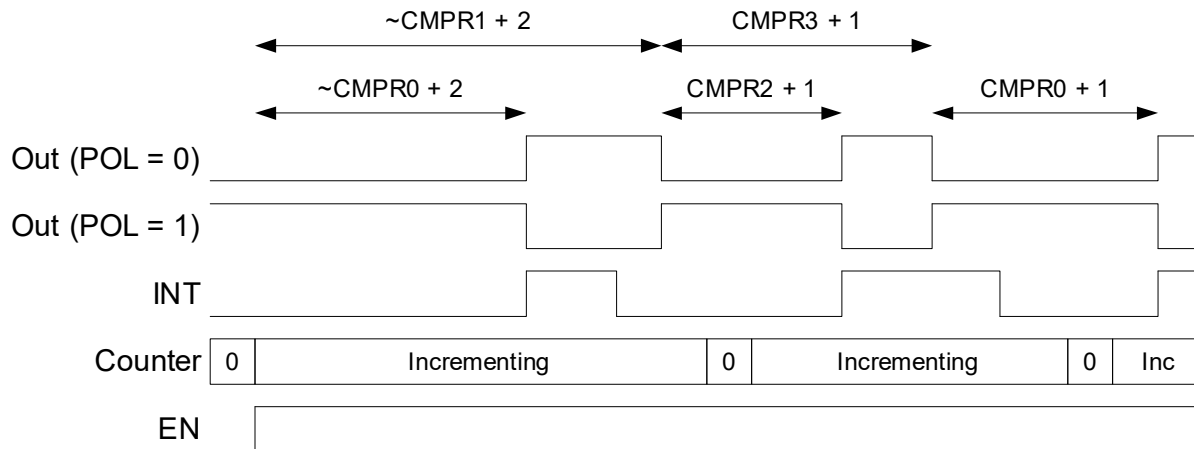 ~CMPR1 + 2 CMPR3 + 1
~CMPR0 + 2 CMPR2 + 1 CMPR0 + 1
Out (POL = 0)
Out (POL = 1)
INT
Counter 0 Incrementing 0 Incrementing 0 Inc
EN